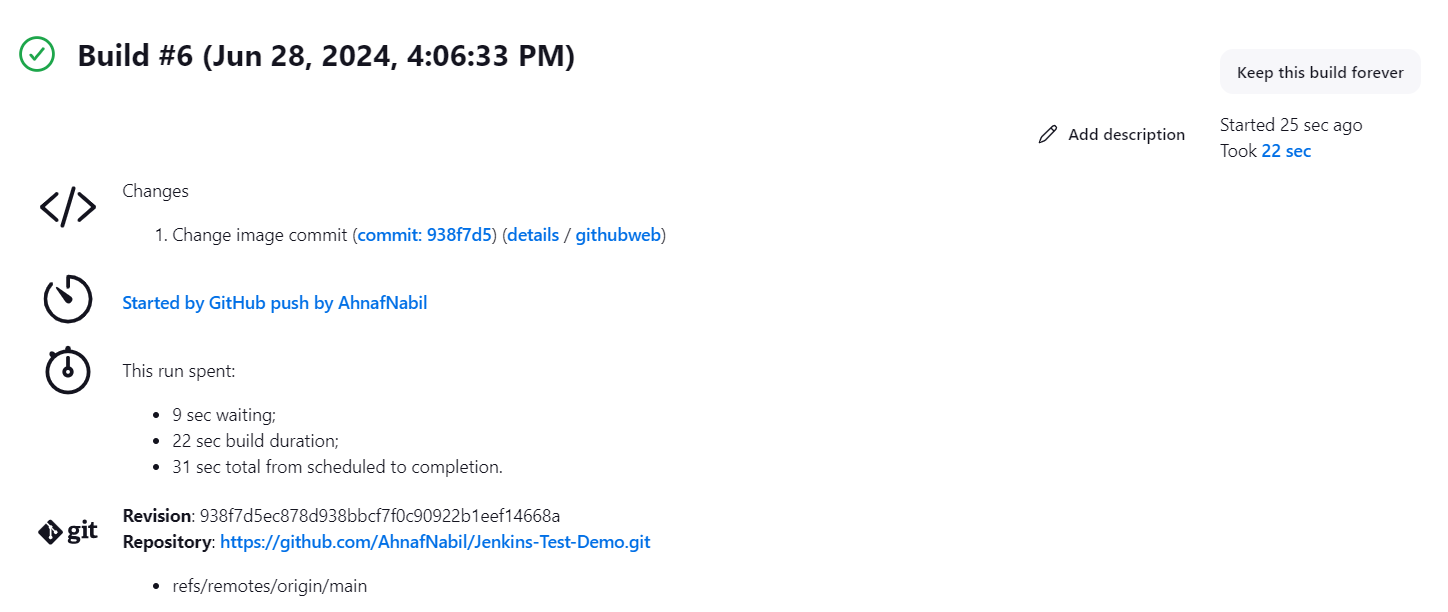 Build #6 (Jun 28, 2024, 4:06:33 PM)
Keep this build forever
Add description
Started 25 sec ago
Took 22 sec
Changes
1. Change image commit (commit: 938f7d5) (details / githubweb)
Started by GitHub push by AhnafNabil
This run spent:
• 9 sec waiting;
• 22 sec build duration;
• 31 sec total from scheduled to completion.
git
Revision: 938f7d5ec878d938bbcf7f0c90922b1eef14668a
Repository: https://github.com/AhnafNabil/Jenkins-Test-Demo.git
• refs/remotes/origin/main